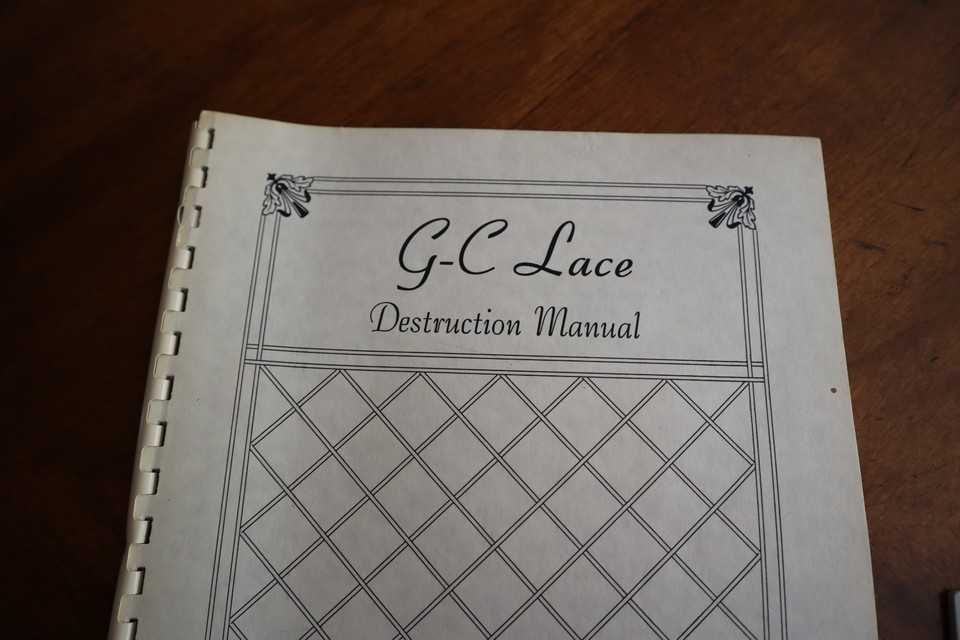 G-C Lace
Destruction Manual